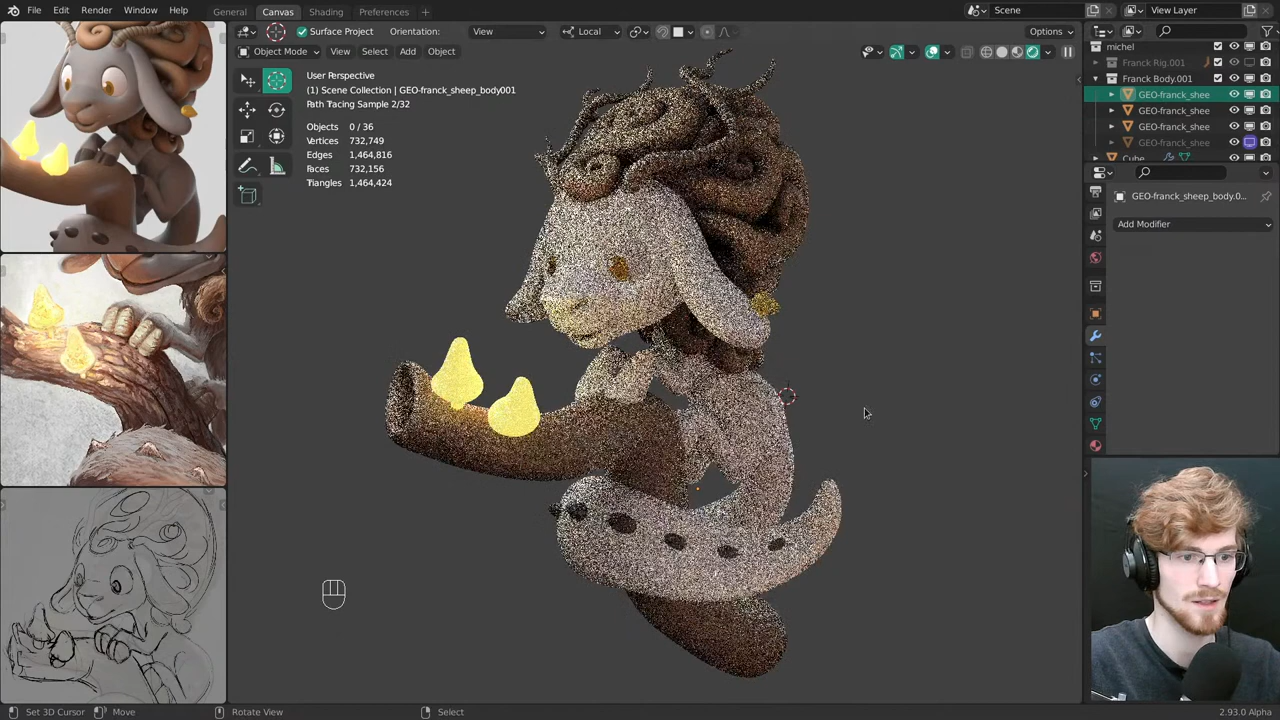 File Edit Render Window Help General Canvas Shading Preferences + Scene View Layer
Surface Project Orientation: View Local Options
Object Mode View Select Add Object
User Perspective
(1) Scene Collection | GEO-franck_sheep_body001
Path Tracing Sample 2/32
Objects 0 / 36
Vertices 732,749
Edges 1,464,816
Faces 732,156
Triangles 1,464,424
michel
Franck Rig.001
Franck Body.001
GEO-franck_shee
GEO-franck_shee
GEO-franck_shee
GEO-franck_shee
Cube
GEO-franck_sheep_body.0...
Add Modifier
Set 3D Cursor Move Rotate View Select 2.93.0 Alpha